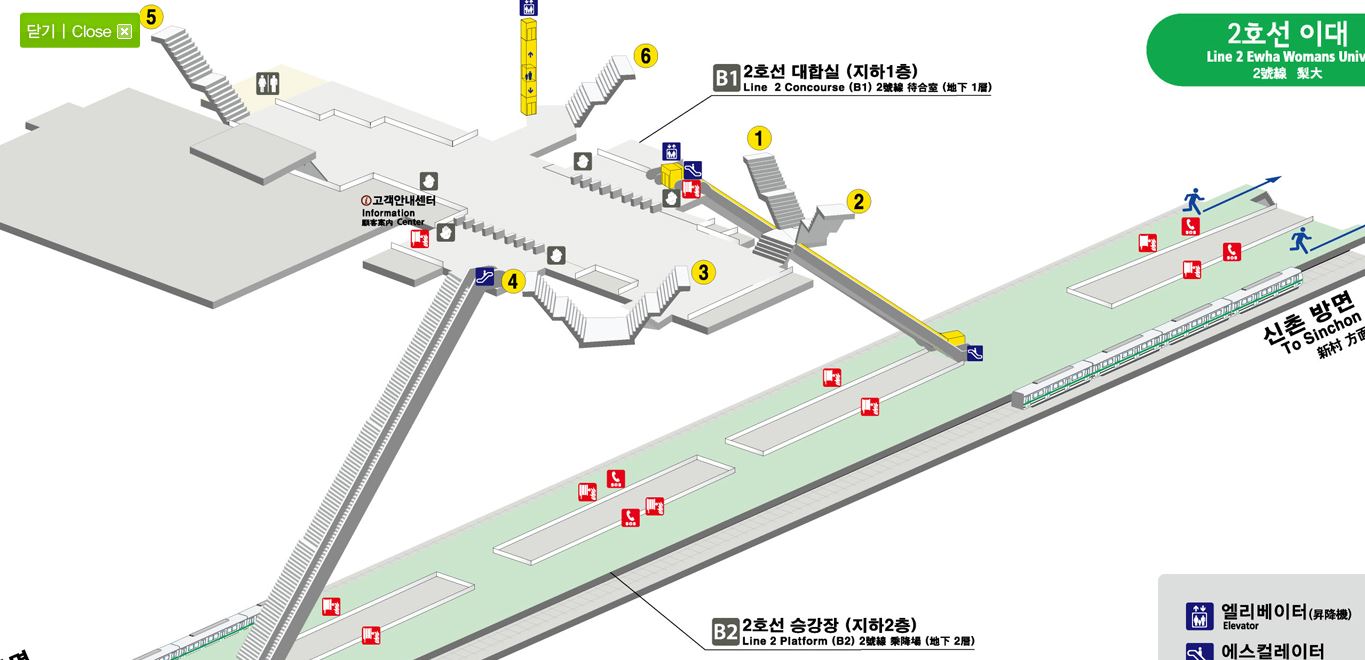 닫기 | Close
5
6
2호선 이대
Line 2 Ewha Womans
2號線 梨大
B1 2호선 대합실 (지하1층)
Line 2 Concourse (B1) 2號線 待合室 (地下 1層)
1
2
고객안내센터
Information
顧客案内 Center
4
3
SOS
SOS
신촌 방면
To Sinchon
新村 方面
SOS
SOS
B2 2호선 승강장 (지하2층)
Line 2 Platform (B2) 2號線 乘降場 (地下 2層)
엘리베이터(昇降機)
Elevator
에스컬레이터